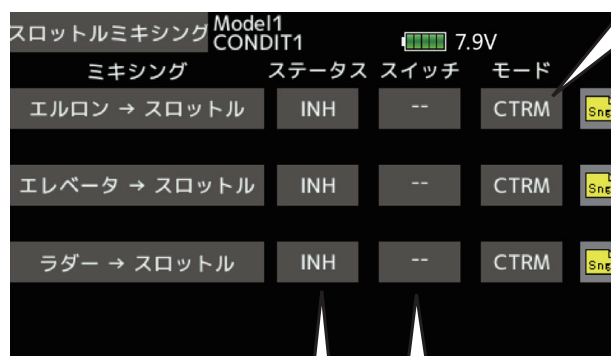 スロットルミキシング Model1
CONDIT1 7.9V
ミキシング ステータス スイッチ モード
エルロン → スロットル INH -- CTRM Sng
エレベータ → スロットル INH -- CTRM Sng
ラダー → スロットル INH -- CTRM Sng